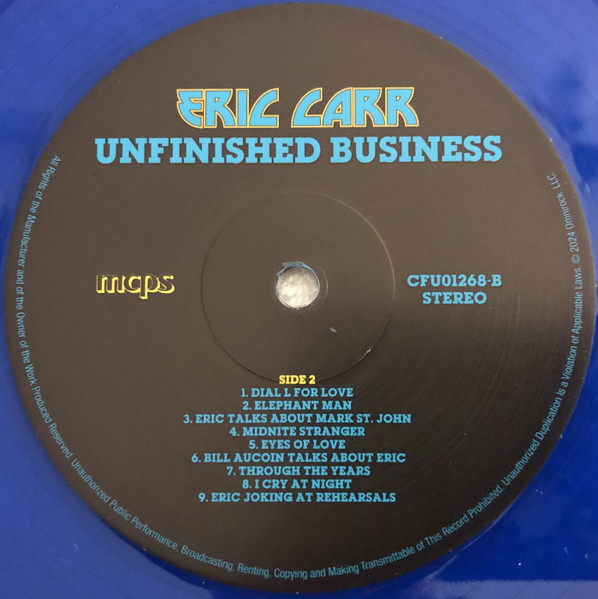 ERIC CARR
UNFINISHED BUSINESS
mcps
CFU01268-B
STEREO
SIDE 2
1. DIAL L FOR LOVE
2. ELEPHANT MAN
3. ERIC TALKS ABOUT MARK ST. JOHN
4. MIDNITE STRANGER
5. EYES OF LOVE
6. BILL AUCOIN TALKS ABOUT ERIC
7. THROUGH THE YEARS
8. I CRY AT NIGHT
9. ERIC JOKING AT REHEARSALS
All Rights of the Manufacturer and of the Owner of the Work Produced Reserved. Unauthorized Public Performance, Broadcasting, Renting, Copying and Making Transmittable of This Record Prohibited. Unauthorized Duplication Is a Violation of Applicable Laws. © 2024 Omnirock, LLC.